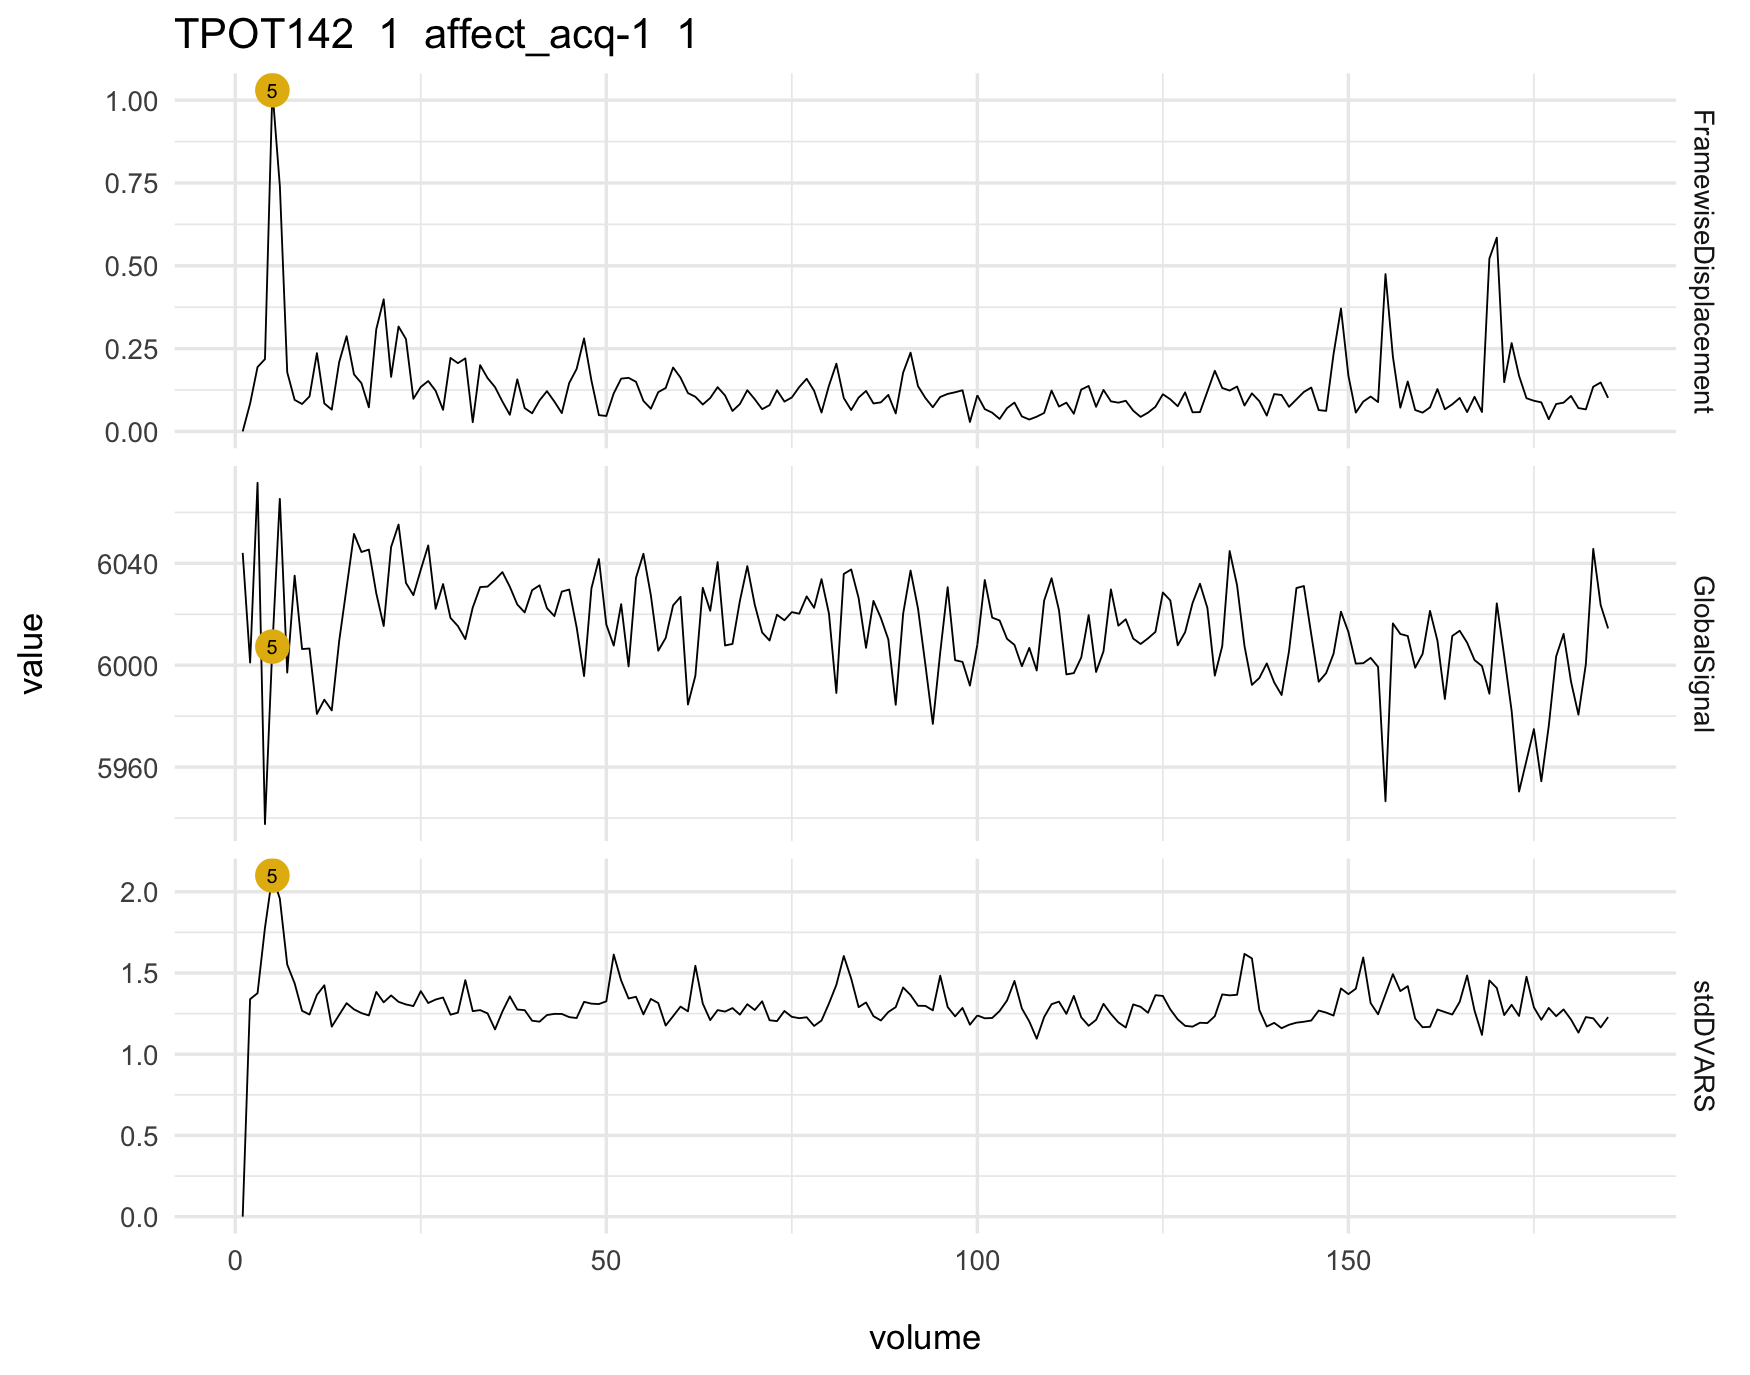 TPOT142 1 affect_acq-1 1
5
1.00
0.75
0.50
0.25
0.00
FramewiseDisplacement
6040
6000
5960
5
GlobalSignal
value
5
2.0
1.5
1.0
0.5
0.0
stdDVARS
0 50 100 150
volume